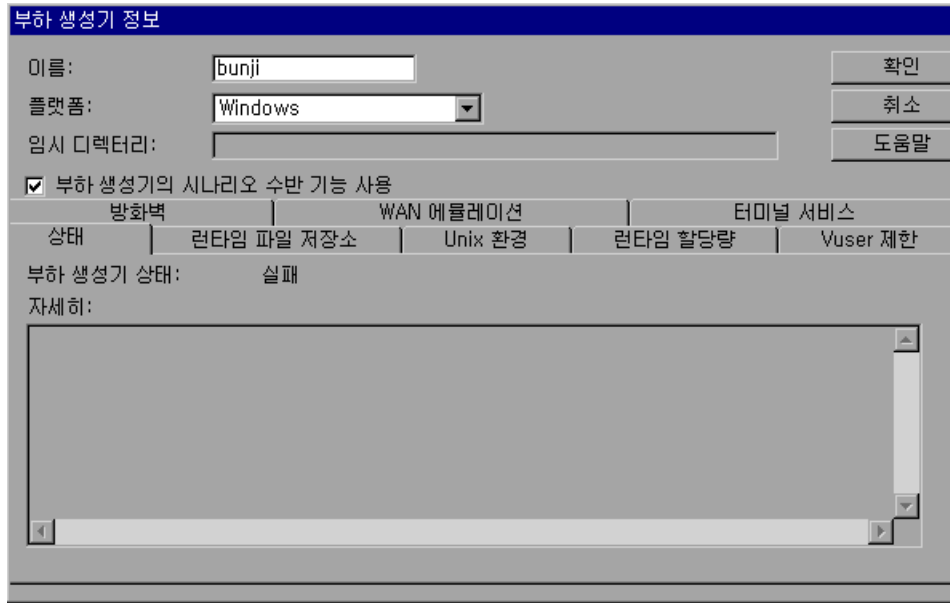 부하 생성기 정보
이름: bunji 확인
플랫폼: Windows 취소
임시 디렉터리: 도움말
부하 생성기의 시나리오 수반 기능 사용
방화벽 WAN 에뮬레이션 터미널 서비스
상태 런타임 파일 저장소 Unix 환경 런타임 할당량 Vuser 제한
부하 생성기 상태: 실패
자세히: